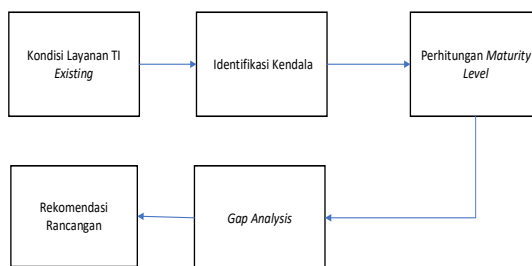 Kondisi Layanan TI
Existing
Identifikasi Kendala
Perhitungan Maturity
Level
Gap Analysis
Rekomendasi
Rancangan